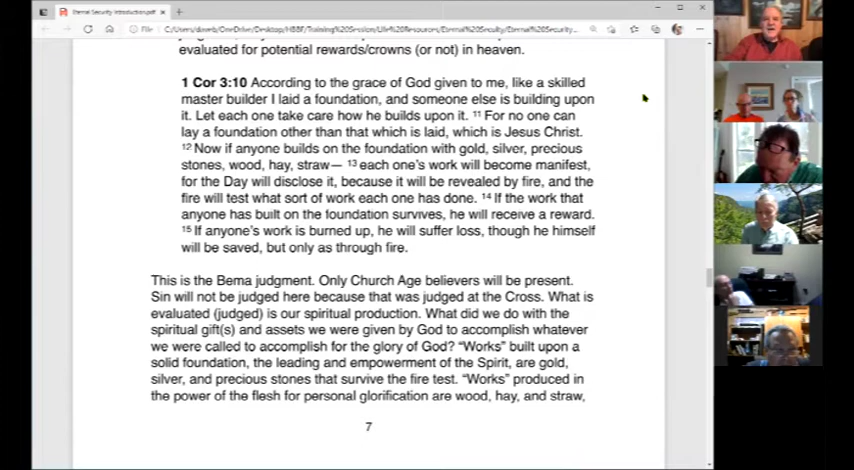 Eternal Security Introduction.pdf
File
evaluated for potential rewards/crowns (or not) in heaven.
1 Cor 3:10 According to the grace of God given to me, like a skilled
master builder I laid a foundation, and someone else is building upon
it. Let each one take care how he builds upon it. 11 For no one can
lay a foundation other than that which is laid, which is Jesus Christ.
12 Now if anyone builds on the foundation with gold, silver, precious
stones, wood, hay, straw— 13 each one's work will become manifest,
for the Day will disclose it, because it will be revealed by fire, and the
fire will test what sort of work each one has done. 14 If the work that
anyone has built on the foundation survives, he will receive a reward.
15 If anyone's work is burned up, he will suffer loss, though he himself
will be saved, but only as through fire.
This is the Bema judgment. Only Church Age believers will be present.
Sin will not be judged here because that was judged at the Cross. What is
evaluated (judged) is our spiritual production. What did we do with the
spiritual gift(s) and assets we were given by God to accomplish whatever
we were called to accomplish for the glory of God? “Works” built upon a
solid foundation, the leading and empowerment of the Spirit, are gold,
silver, and precious stones that survive the fire test. “Works” produced in
the power of the flesh for personal glorification are wood, hay, and straw,
7